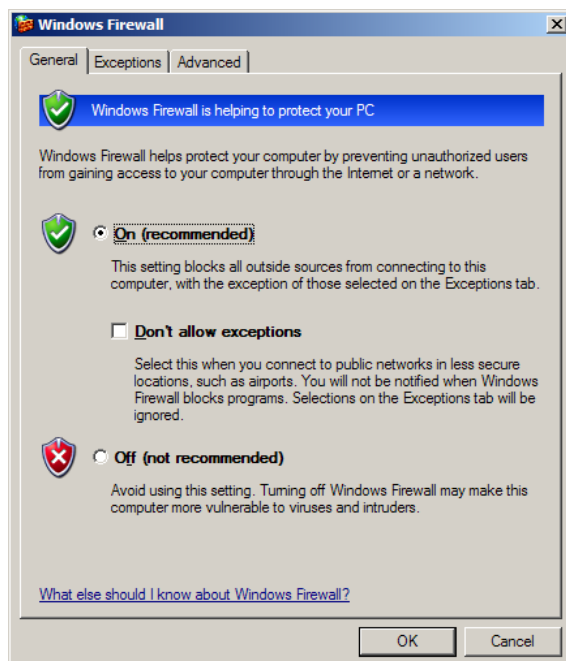 Windows Firewall
General
Exceptions
Advanced
Windows Firewall is helping to protect your PC
Windows Firewall helps protect your computer by preventing unauthorized users
from gaining access to your computer through the Internet or a network.
On (recommended)
This setting blocks all outside sources from connecting to this
computer, with the exception of those selected on the Exceptions tab.
Don't allow exceptions
Select this when you connect to public networks in less secure
locations, such as airports. You will not be notified when Windows
Firewall blocks programs. Selections on the Exceptions tab will be
ignored.
Off (not recommended)
Avoid using this setting. Turning off Windows Firewall may make this
computer more vulnerable to viruses and intruders.
What else should I know about Windows Firewall?
OK
Cancel